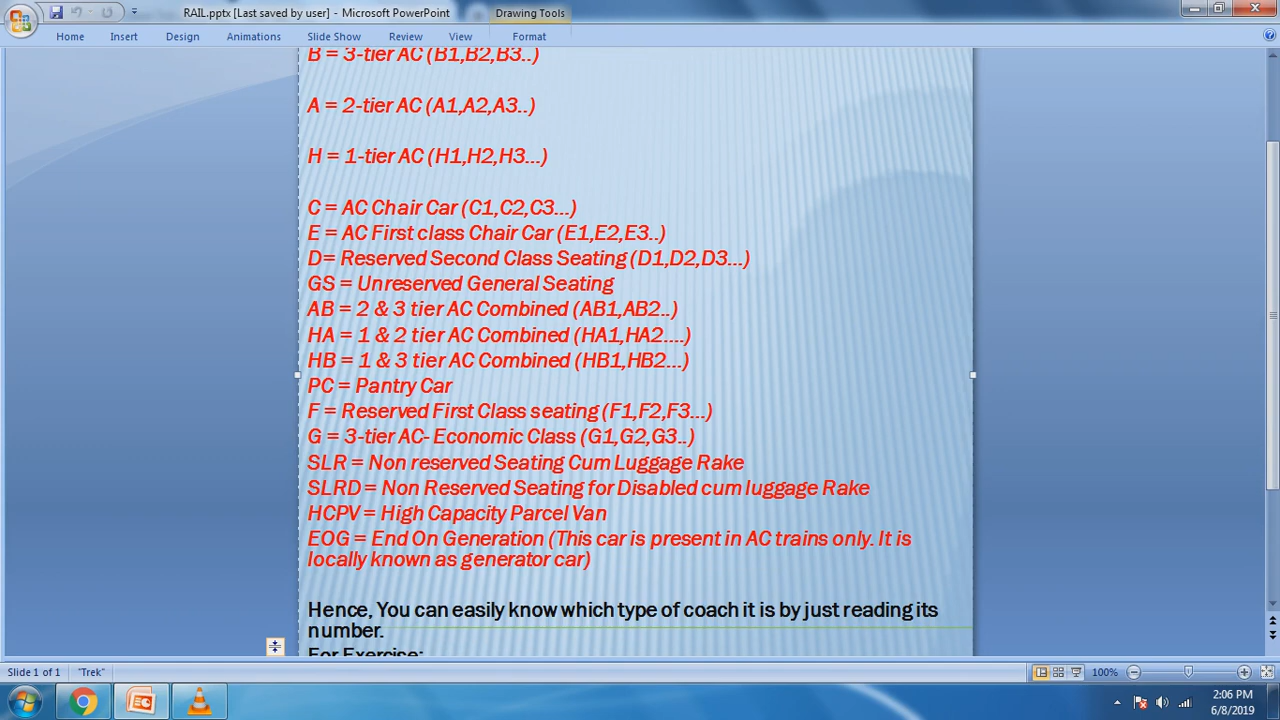 RAIL.pptx [Last saved by user] - Microsoft PowerPoint
Drawing Tools
Home Insert Design Animations Slide Show Review View Format
B = 3-tier AC (B1,B2,B3..)
A = 2-tier AC (A1,A2,A3..)
H = 1-tier AC (H1,H2,H3...)
C = AC Chair Car (C1,C2,C3...)
E = AC First class Chair Car (E1,E2,E3..)
D= Reserved Second Class Seating (D1,D2,D3...)
GS = Unreserved General Seating
AB = 2 & 3 tier AC Combined (AB1,AB2..)
HA = 1 & 2 tier AC Combined (HA1,HA2....)
HB = 1 & 3 tier AC Combined (HB1,HB2...)
PC = Pantry Car
F = Reserved First Class seating (F1,F2,F3...)
G = 3-tier AC- Economic Class (G1,G2,G3..)
SLR = Non reserved Seating Cum Luggage Rake
SLRD = Non Reserved Seating for Disabled cum luggage Rake
HCPV = High Capacity Parcel Van
EOG = End On Generation (This car is present in AC trains only. It is
locally known as generator car)
Hence, You can easily know which type of coach it is by just reading its
number.
For Exercise:
Slide 1 of 1 "Trek" 100%
2:06 PM
6/8/2019